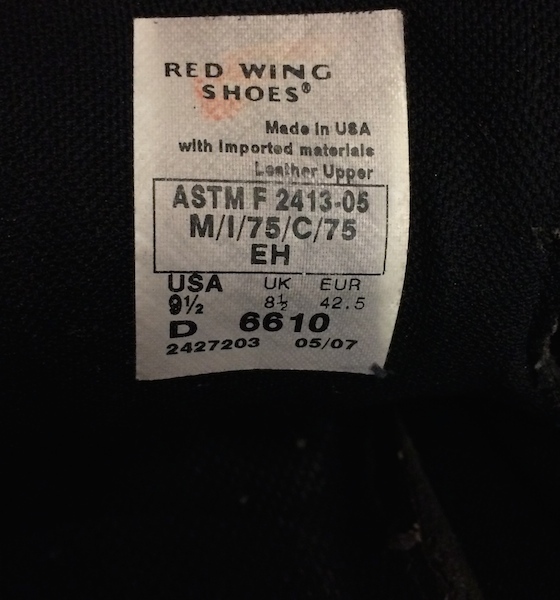 RED WING
SHOES®
Made in USA
with Imported materials
Leather Upper
ASTM F 2413-05
M/I/75/C/75
EH
USA UK EUR
9½ 8½ 42.5
D 6610
2427203 05/07